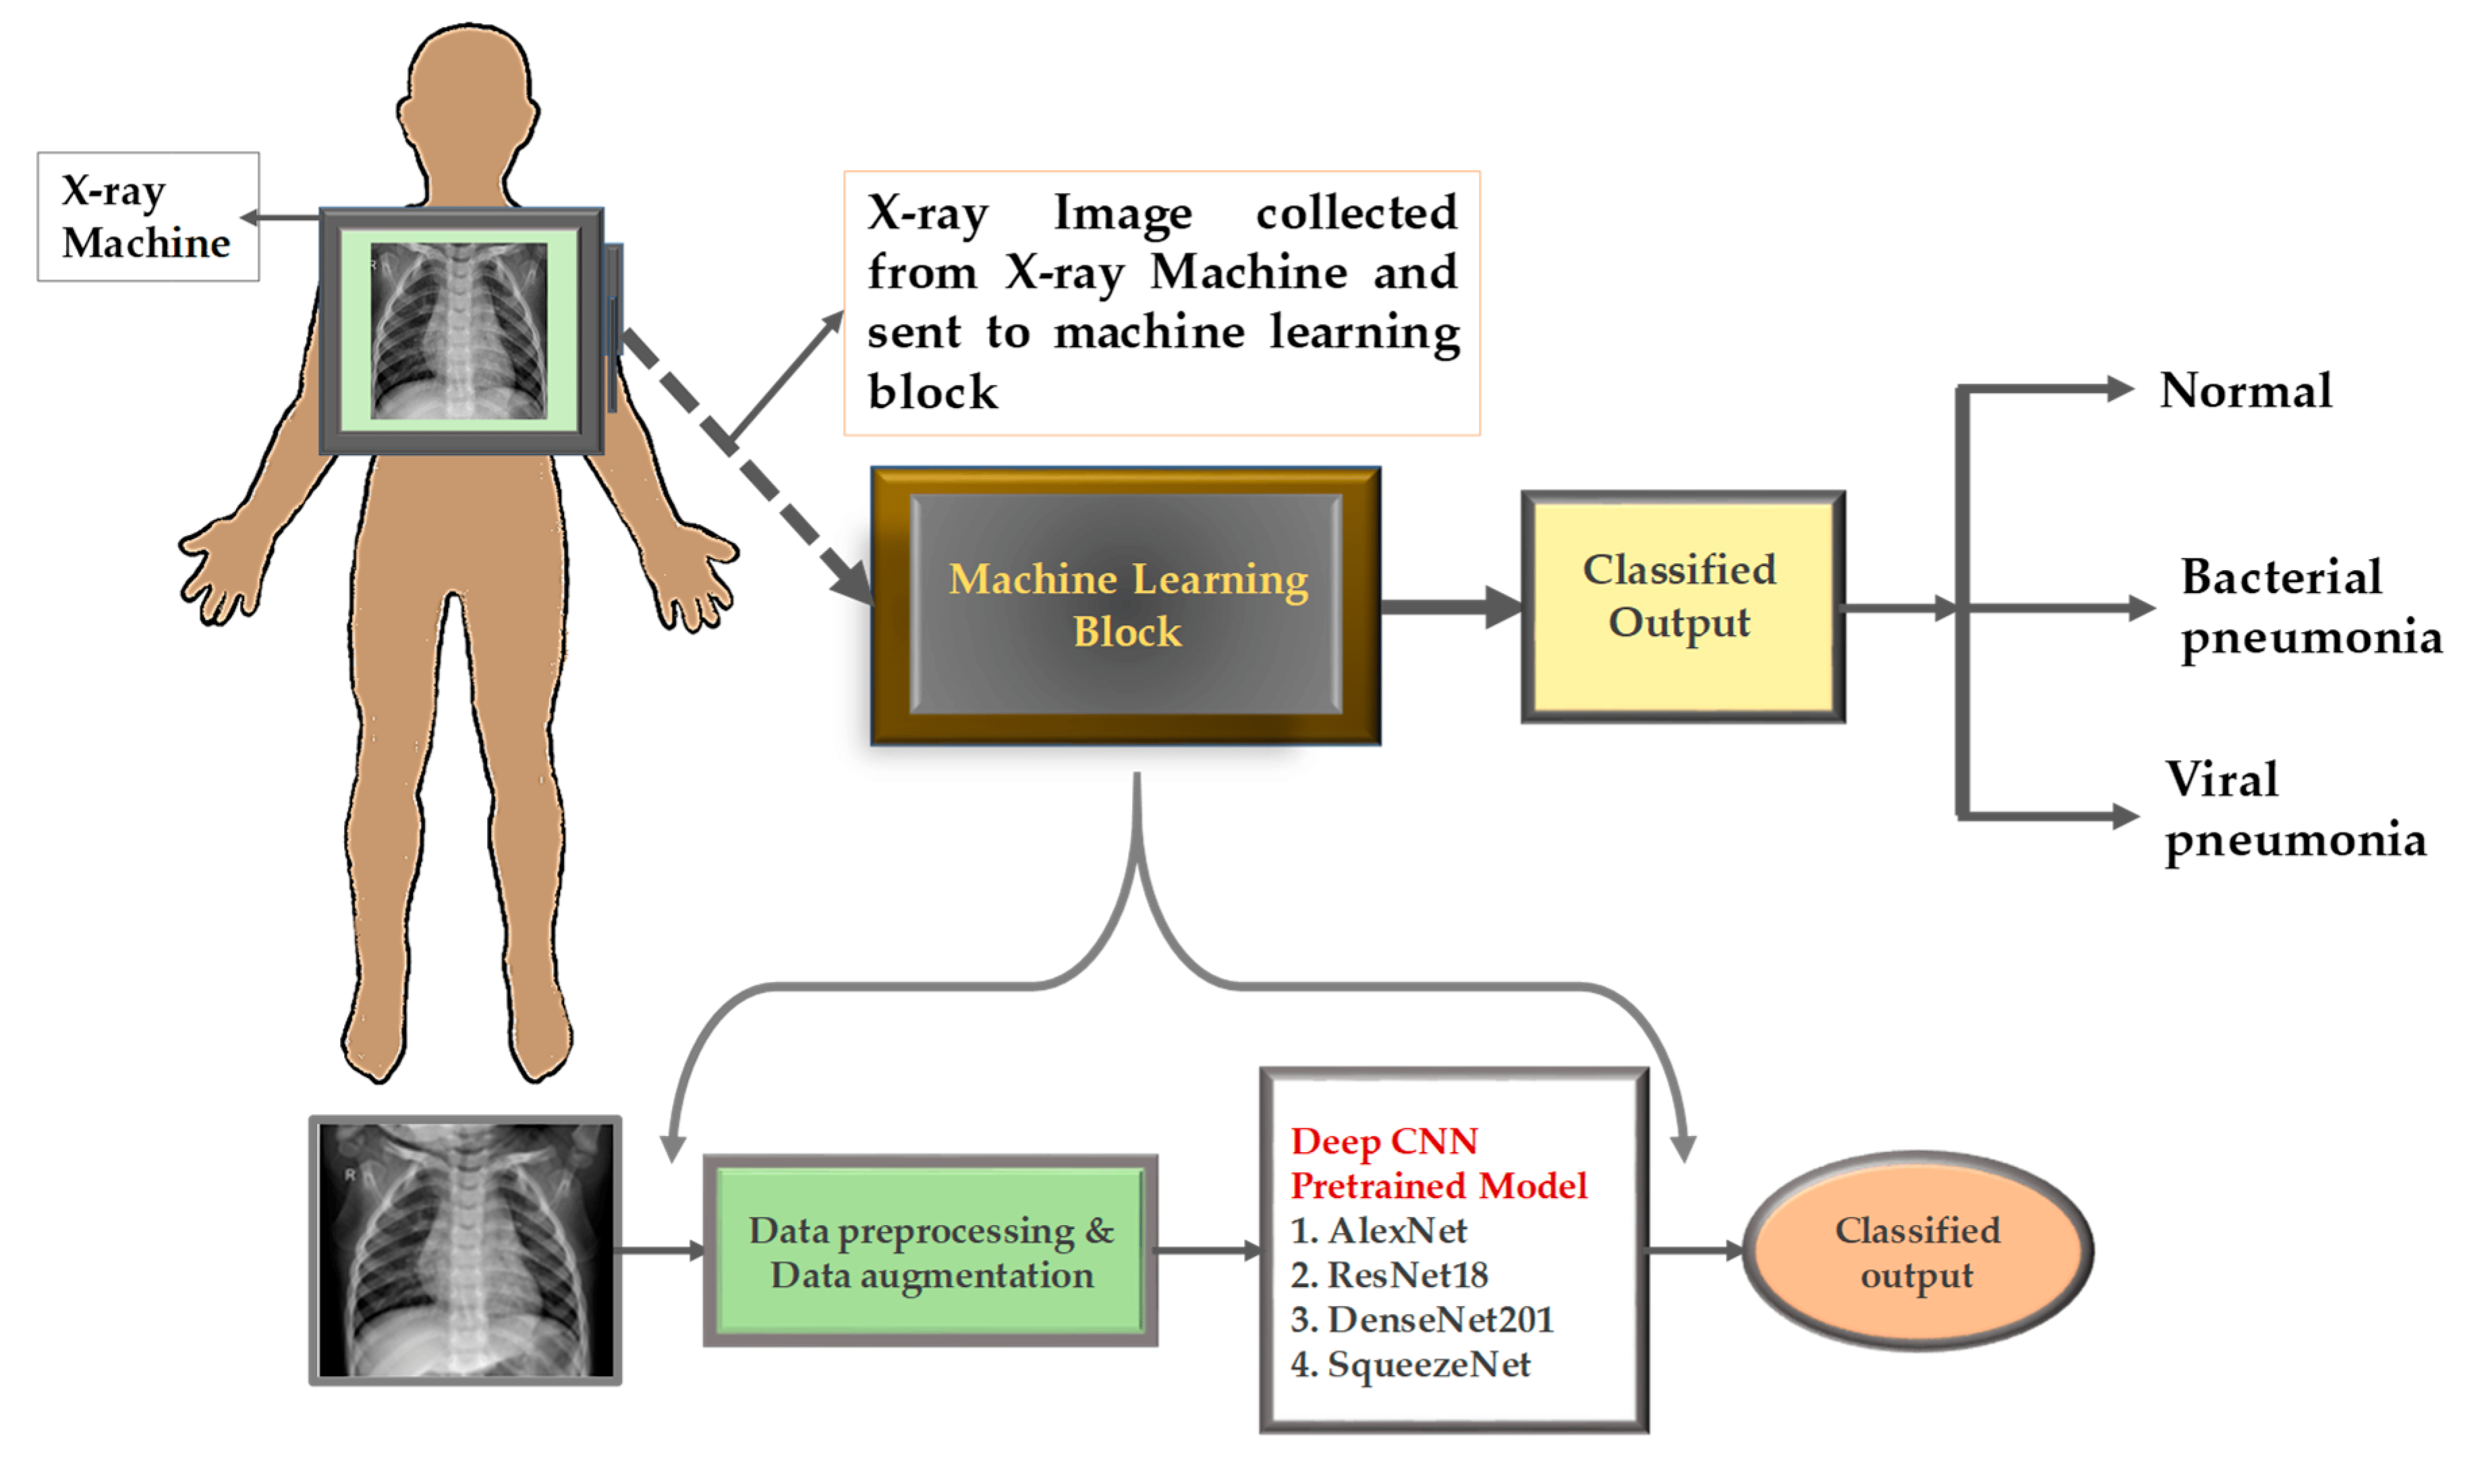 X-ray
Machine
X-ray Image collected
from X-ray Machine and
sent to machine learning
block
R
Machine Learning
Block
Classified
Output
Normal
Bacterial
pneumonia
Viral
pneumonia
R
Data preprocessing &
Data augmentation
Deep CNN
Pretrained Model
1. AlexNet
2. ResNet18
3. DenseNet201
4. SqueezeNet
Classified
output